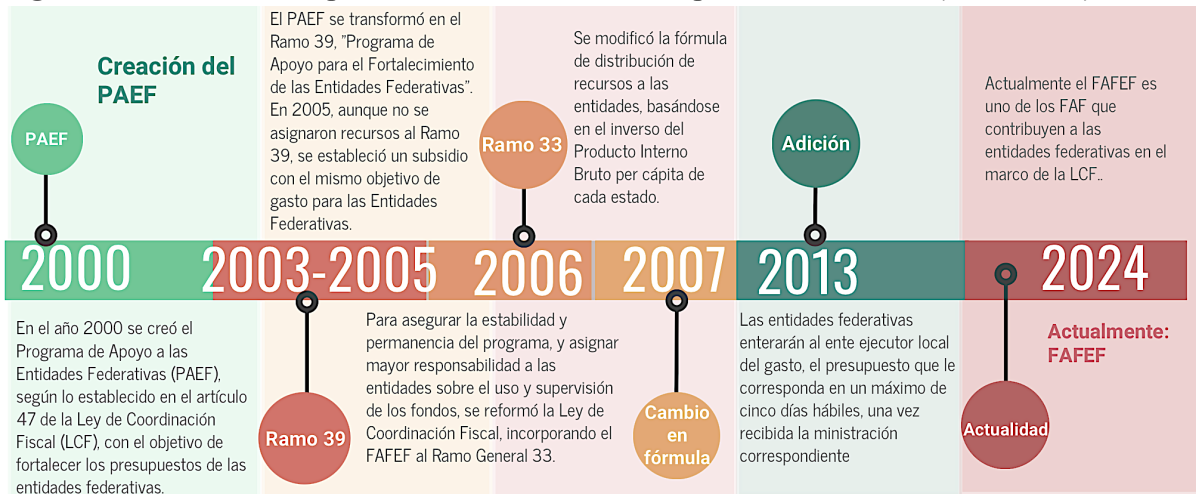 Creación del
PAEF
PAEF
El PAEF se transformó en el
Ramo 39, "Programa de
Apoyo para el Fortalecimiento
de las Entidades Federativas".
En 2005, aunque no se
asignaron recursos al Ramo
39, se estableció un subsidio
con el mismo objetivo de
gasto para las Entidades
Federativas.
Ramo 33
Se modificó la fórmula
de distribución de
recursos a las
entidades, basándose
en el inverso del
Producto Interno
Bruto per cápita de
cada estado.
Adición
Actualmente el FAFEF es
uno de los FAF que
contribuyen a las
entidades federativas en el
marco de la LCF..
2000
2003-2005
2006
2007
2013
2024
En el año 2000 se creó el
Programa de Apoyo a las
Entidades Federativas (PAEF),
según lo establecido en el artículo
47 de la Ley de Coordinación
Fiscal (LCF), con el objetivo de
fortalecer los presupuestos de las
entidades federativas.
Ramo 39
Para asegurar la estabilidad y
permanencia del programa, y asignar
mayor responsabilidad a las
entidades sobre el uso y supervisión
de los fondos, se reformó la Ley de
Coordinación Fiscal, incorporando el
FAFEF al Ramo General 33.
Cambio
en
fórmula
Las entidades federativas
enterarán al ente ejecutor local
del gasto, el presupuesto que le
corresponda en un máximo de
cinco días hábiles, una vez
recibida la ministración
correspondiente
Actualidad
Actualmente:
FAFEF